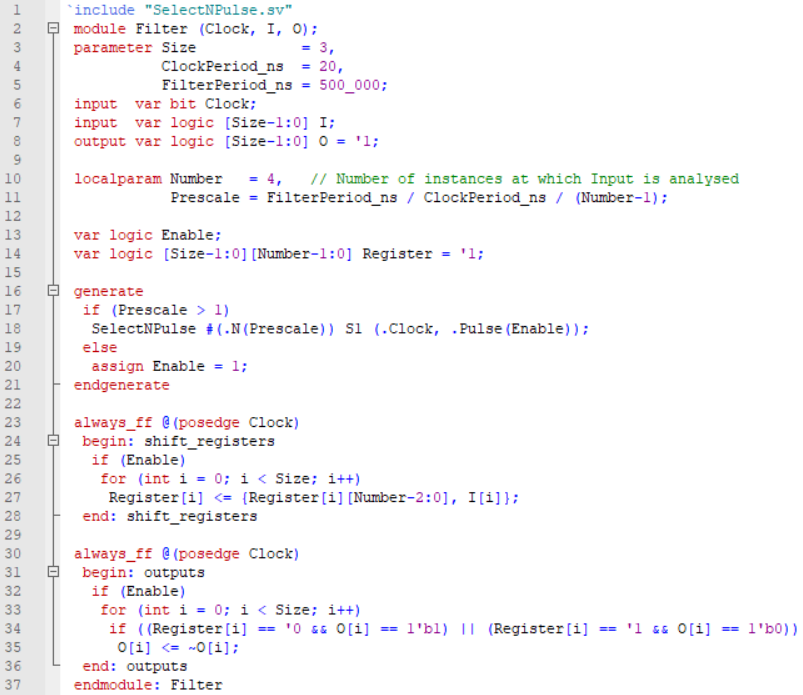 1 `include "SelectNPulse.sv"
2 module Filter (Clock, I, O);
3 parameter Size             = 3,
4           ClockPeriod_ns  = 20,
5           FilterPeriod_ns = 500_000;
6 input  var bit Clock;
7 input  var logic [Size-1:0] I;
8 output var logic [Size-1:0] O = '1;
9
10 localparam Number   = 4,   // Number of instances at which Input is analysed
11            Prescale = FilterPeriod_ns / ClockPeriod_ns / (Number-1);
12
13 var logic Enable;
14 var logic [Size-1:0][Number-1:0] Register = '1;
15
16 generate
17  if (Prescale > 1)
18   SelectNPulse #(.N(Prescale)) S1 (.Clock, .Pulse(Enable));
19  else
20   assign Enable = 1;
21 endgenerate
22
23 always_ff @(posedge Clock)
24  begin: shift_registers
25   if (Enable)
26    for (int i = 0; i < Size; i++)
27     Register[i] <= {Register[i][Number-2:0], I[i]};
28  end: shift_registers
29
30 always_ff @(posedge Clock)
31  begin: outputs
32   if (Enable)
33    for (int i = 0; i < Size; i++)
34     if ((Register[i] == '0 && O[i] == 1'b1) || (Register[i] == '1 && O[i] == 1'b0))
35      O[i] <= ~O[i];
36  end: outputs
37 endmodule: Filter